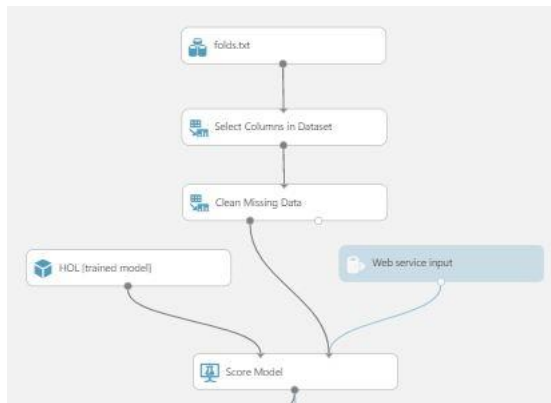 folds.txt
Select Columns in Dataset
Clean Missing Data
HOL [trained model]
Web service input
Score Model